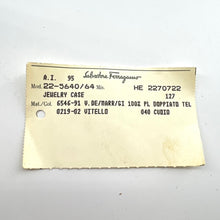 A.I. 95 Salvatore Ferragamo
Mod. 22-5640/64 Mis. HE 2270722
JEWELRY CASE 127
Mat./Col. 6546-91 V.DE/MARR/GI 100% PL DOPPIATO TEL
0219-02 VITELLO 040 CUOIO